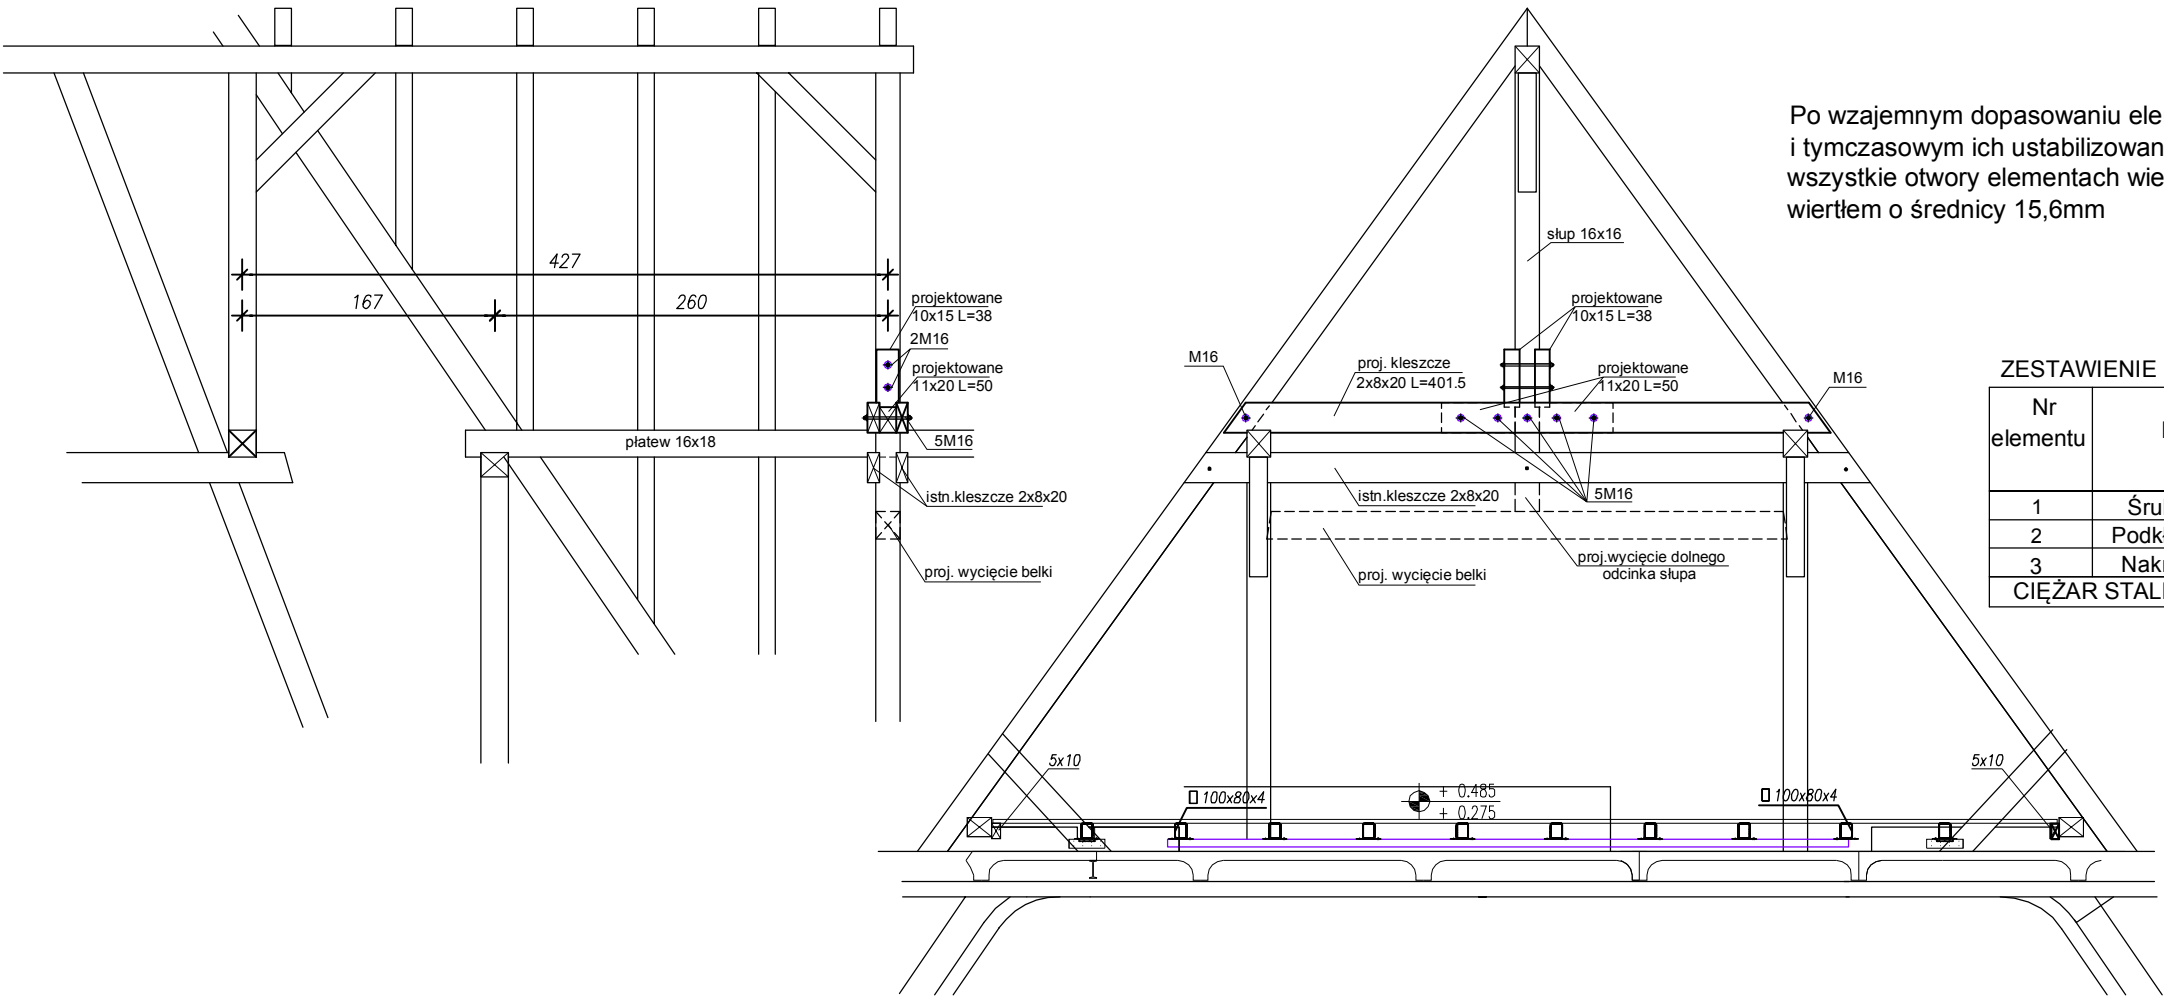 427
167
260
projektowane
10x15 L=38
2M16
projektowane
11x20 L=50
płatew 16x18
5M16
istn.kleszcze 2x8x20
proj. wycięcie belki
słup 16x16
projektowane
10x15 L=38
M16
proj. kleszcze
2x8x20 L=401.5
projektowane
11x20 L=50
M16
istn.kleszcze 2x8x20
5M16
proj. wycięcie belki
proj.wycięcie dolnego
odcinka słupa
5x10
100x80x4
+ 0.485
+ 0.275
100x80x4
5x10
Po wzajemnym dopasowaniu ele
i tymczasowym ich ustabilizowan
wszystkie otwory elementach wie
wiertłem o średnicy 15,6mm
ZESTAWIENIE
Nr
elementu
1 Śru
2 Podk
3 Nak
CIĘŻAR STAL